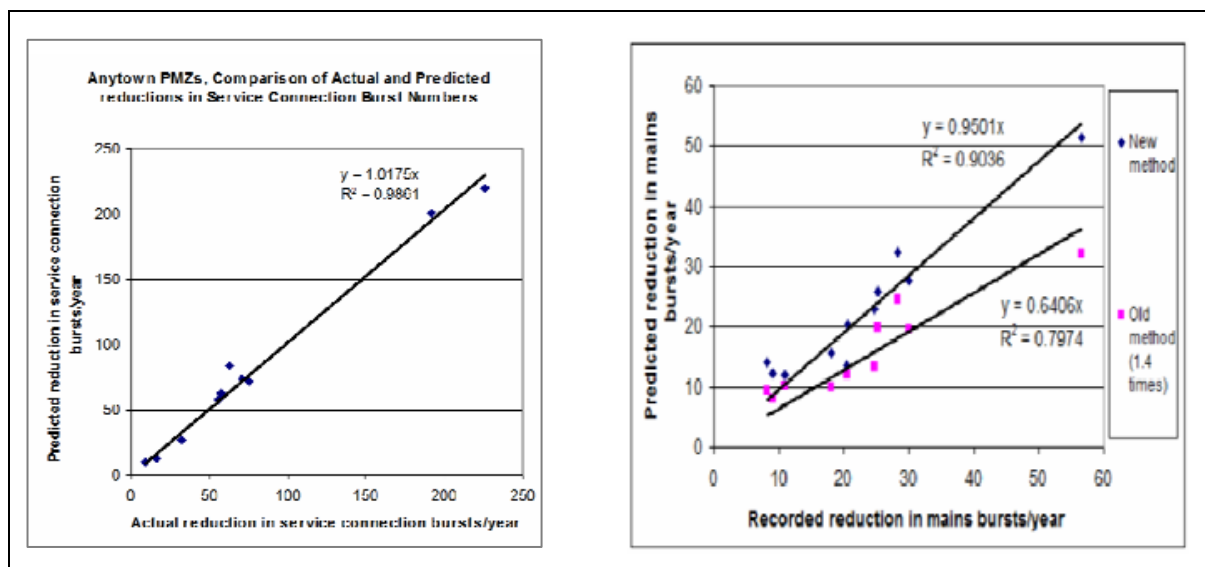 Anytown PMZs, Comparison of Actual and Predicted
reductions in Service Connection Burst Numbers
Predicted reduction in service connection
bursts/year
250
200
150
100
50
0
y = 1.0175x
R² = 0.9861
0 50 100 150 200 250
Actual reduction in service connection bursts/year
Predicted reduction in mains
bursts/year
60
50
40
30
20
10
0
y = 0.9501x
R² = 0.9036
y = 0.6406x
R² = 0.7974
0 10 20 30 40 50 60
Recorded reduction in mains bursts/year
New
method
Old
method
(1.4
times)